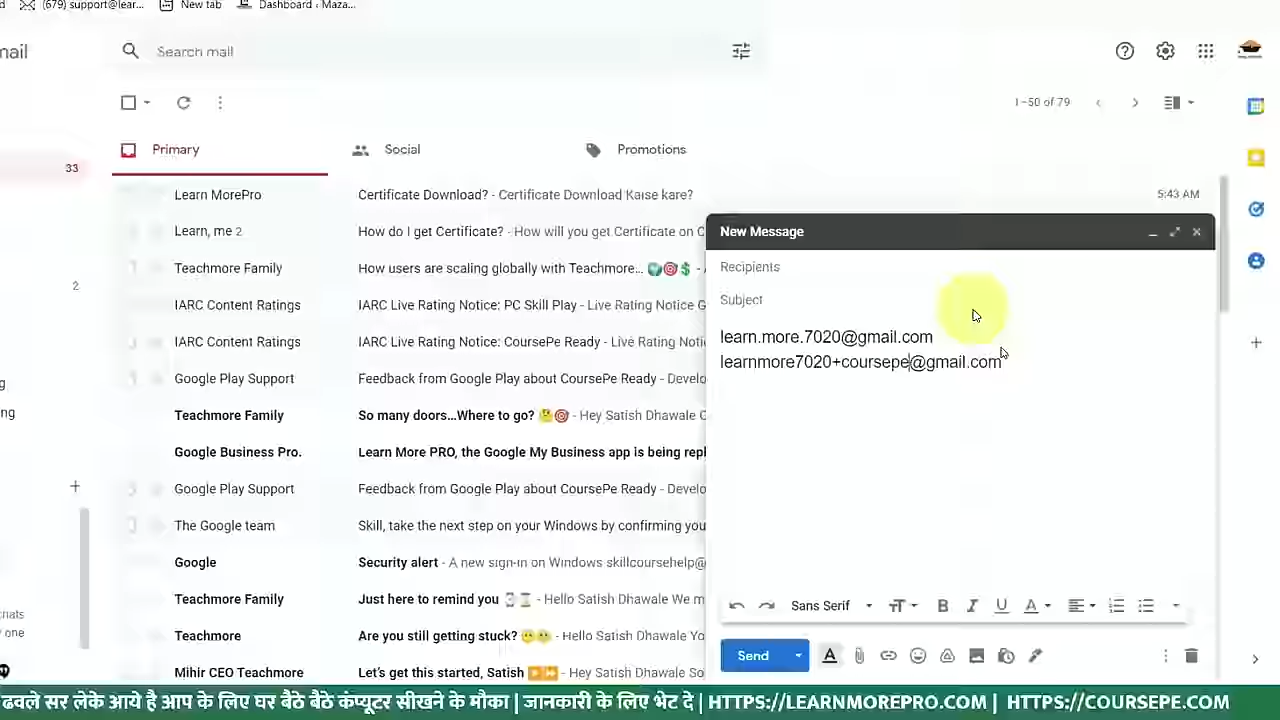 (679) support@lear...
New tab
Dashboard : Maza...
mail
Search mail
1–50 of 79
33
Primary
Social
Promotions
Learn MorePro
Certificate Download? - Certificate Download Kaise kare?
5:43 AM
Learn, me 2
How do I get Certificate? - How will you get Certificate on C
Teachmore Family
How users are scaling globally with Teachmore... 🌍🎯💲 -
2
IARC Content Ratings
IARC Live Rating Notice: PC Skill Play - Live Rating Notice G
IARC Content Ratings
IARC Live Rating Notice: CoursePe Ready - Live Rating Notice
Google Play Support
Feedback from Google Play about CoursePe Ready - Develo
Teachmore Family
So many doors...Where to go? 🤔🎯 - Hey Satish Dhawale G
Google Business Pro.
Learn More PRO, the Google My Business app is being repl
Google Play Support
Feedback from Google Play about CoursePe Ready - Develo
The Google team
Skill, take the next step on your Windows by confirming you
Google
Security alert - A new sign-in on Windows skillcoursehelp@
Teachmore Family
Just here to remind you ⌚⌛ - Hello Satish Dhawale We m
Teachmore
Are you still getting stuck? 😶😶 - Hello Satish Dhawale Yo
Mihir CEO Teachmore
Let's get this started, Satish ▶️⏩ - Hello Satish Dhawale So
g
ng
hats
one
New Message
Recipients
Subject
learn.more.7020@gmail.com
learnmore7020+coursepe@gmail.com
Sans Serif
Send
ढवले सर लेके आये है आप के लिए घर बैठे बैठे कंप्यूटर सीखने के मौका | जानकारी के लिए भेट दे | HTTPS://LEARNMOREPRO.COM | HTTPS://COURSEPE.COM